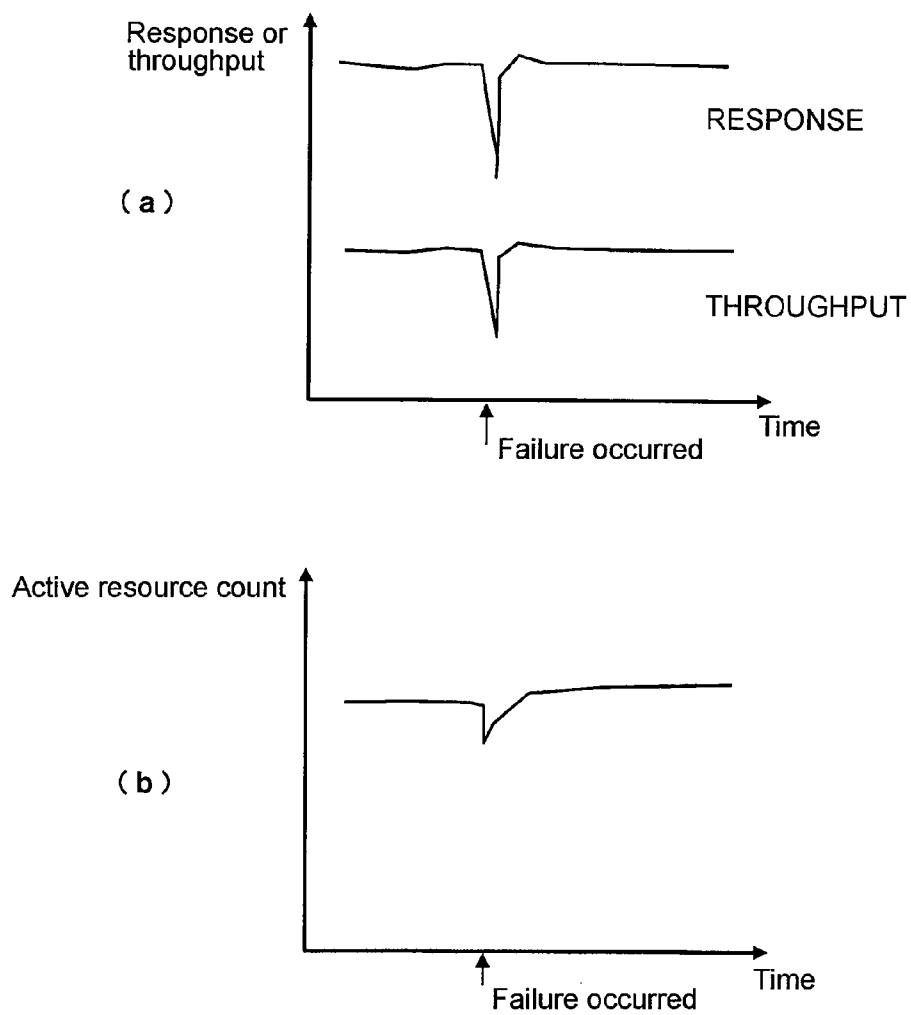 Response or
throughput
RESPONSE
(a)
THROUGHPUT
Time
Failure occurred
Active resource count
(b)
Time
Failure occurred